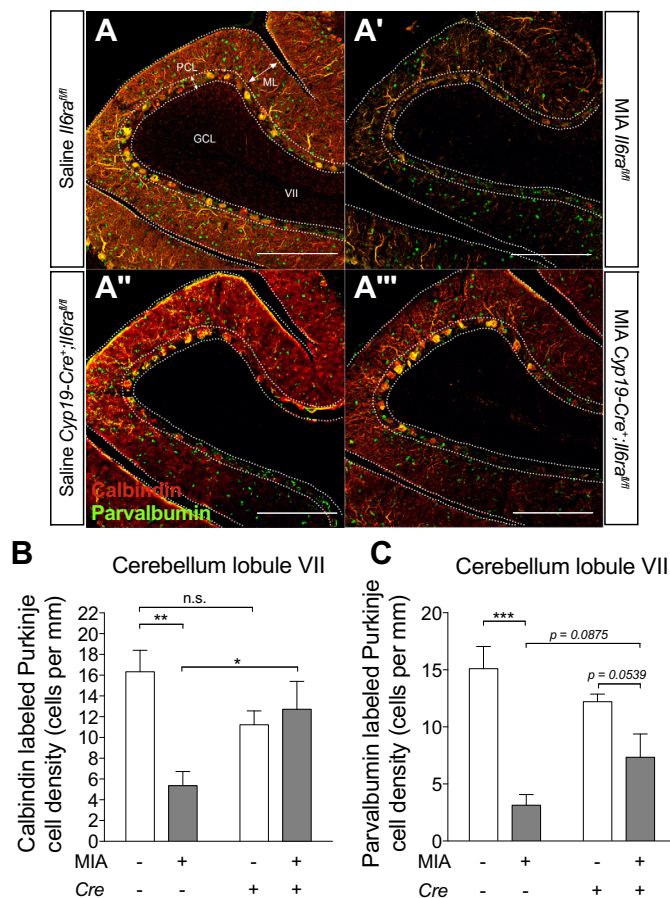 A
A'
PCL
ML
GCL
VII
Saline Il6ra^fl/fl
MIA Il6ra^fl/fl
A''
A'''
Saline Cyp19-Cre⁺;Il6ra^fl/fl
MIA Cyp19-Cre⁺;Il6ra^fl/fl
Calbindin
Parvalbumin
B
Cerebellum lobule VII
Calbindin labeled Purkinje
cell density (cells per mm)
22
20
18
16
14
12
10
8
6
4
2
0
n.s.
**
*
MIA - + - +
Cre - - + +
C
Cerebellum lobule VII
Parvalbumin labeled Purkinje
cell density (cells per mm)
20
15
10
5
0
***
p = 0.0875
p = 0.0539
MIA - + - +
Cre - - + +